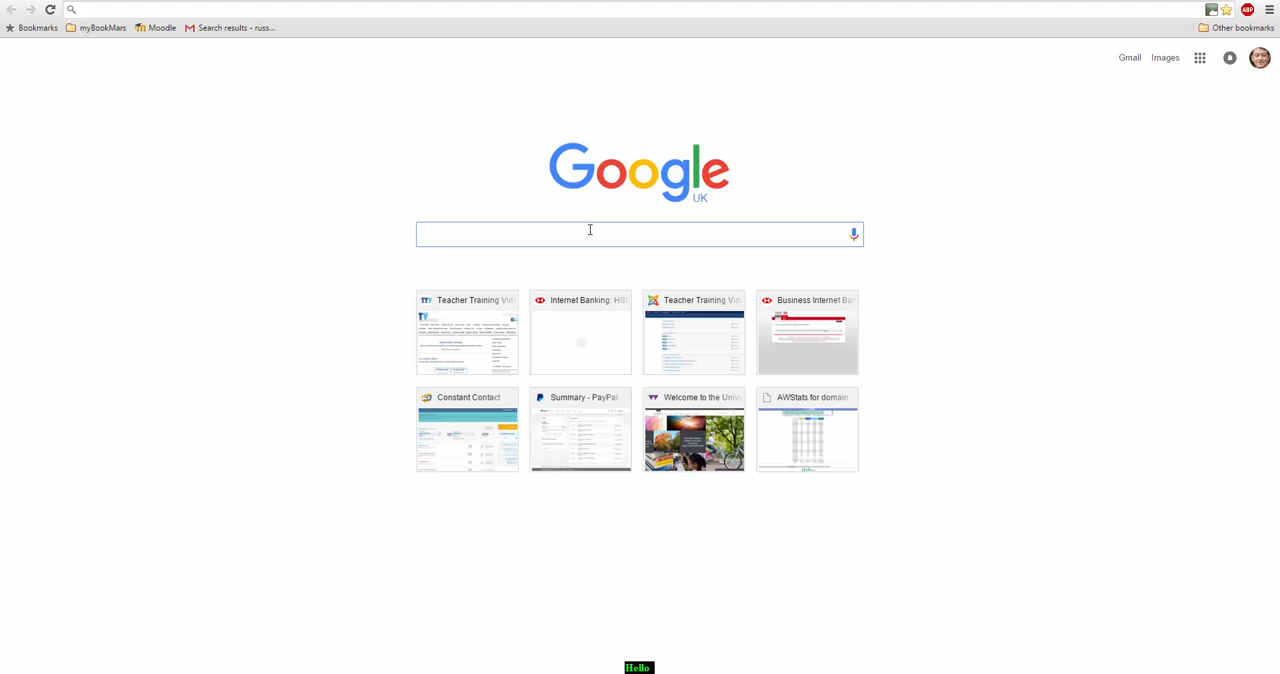 Bookmarks myBookMars Moodle Search results - russ... Other bookmarks
Gmail Images
Google
UK
Teacher Training Vid Internet Banking: HSB Teacher Training Vid Business Internet Ba
Constant Contact Summary - PayPal Welcome to the Unive AWStats for domain
Hello